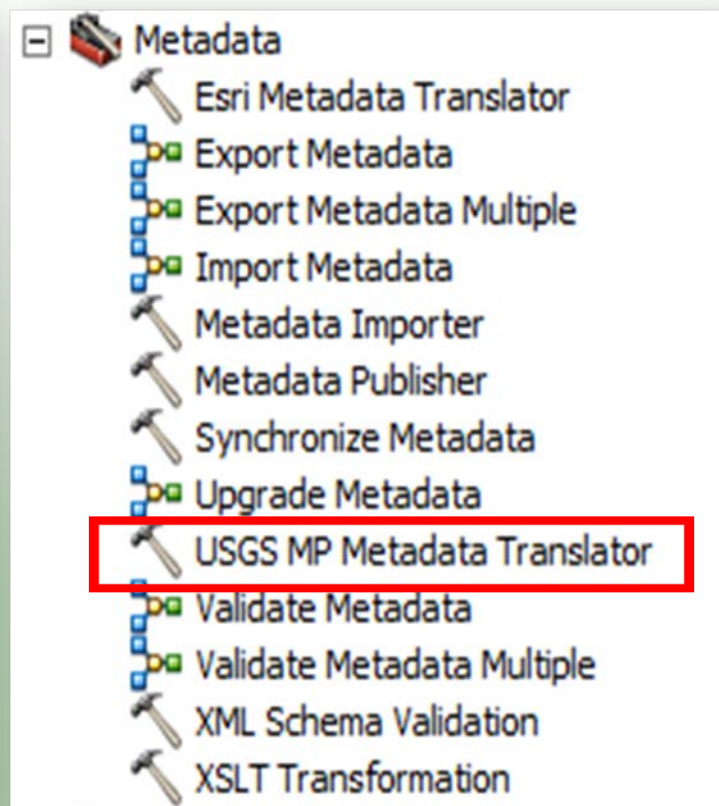 Metadata
Esri Metadata Translator
Export Metadata
Export Metadata Multiple
Import Metadata
Metadata Importer
Metadata Publisher
Synchronize Metadata
Upgrade Metadata
USGS MP Metadata Translator
Validate Metadata
Validate Metadata Multiple
XML Schema Validation
XSLT Transformation